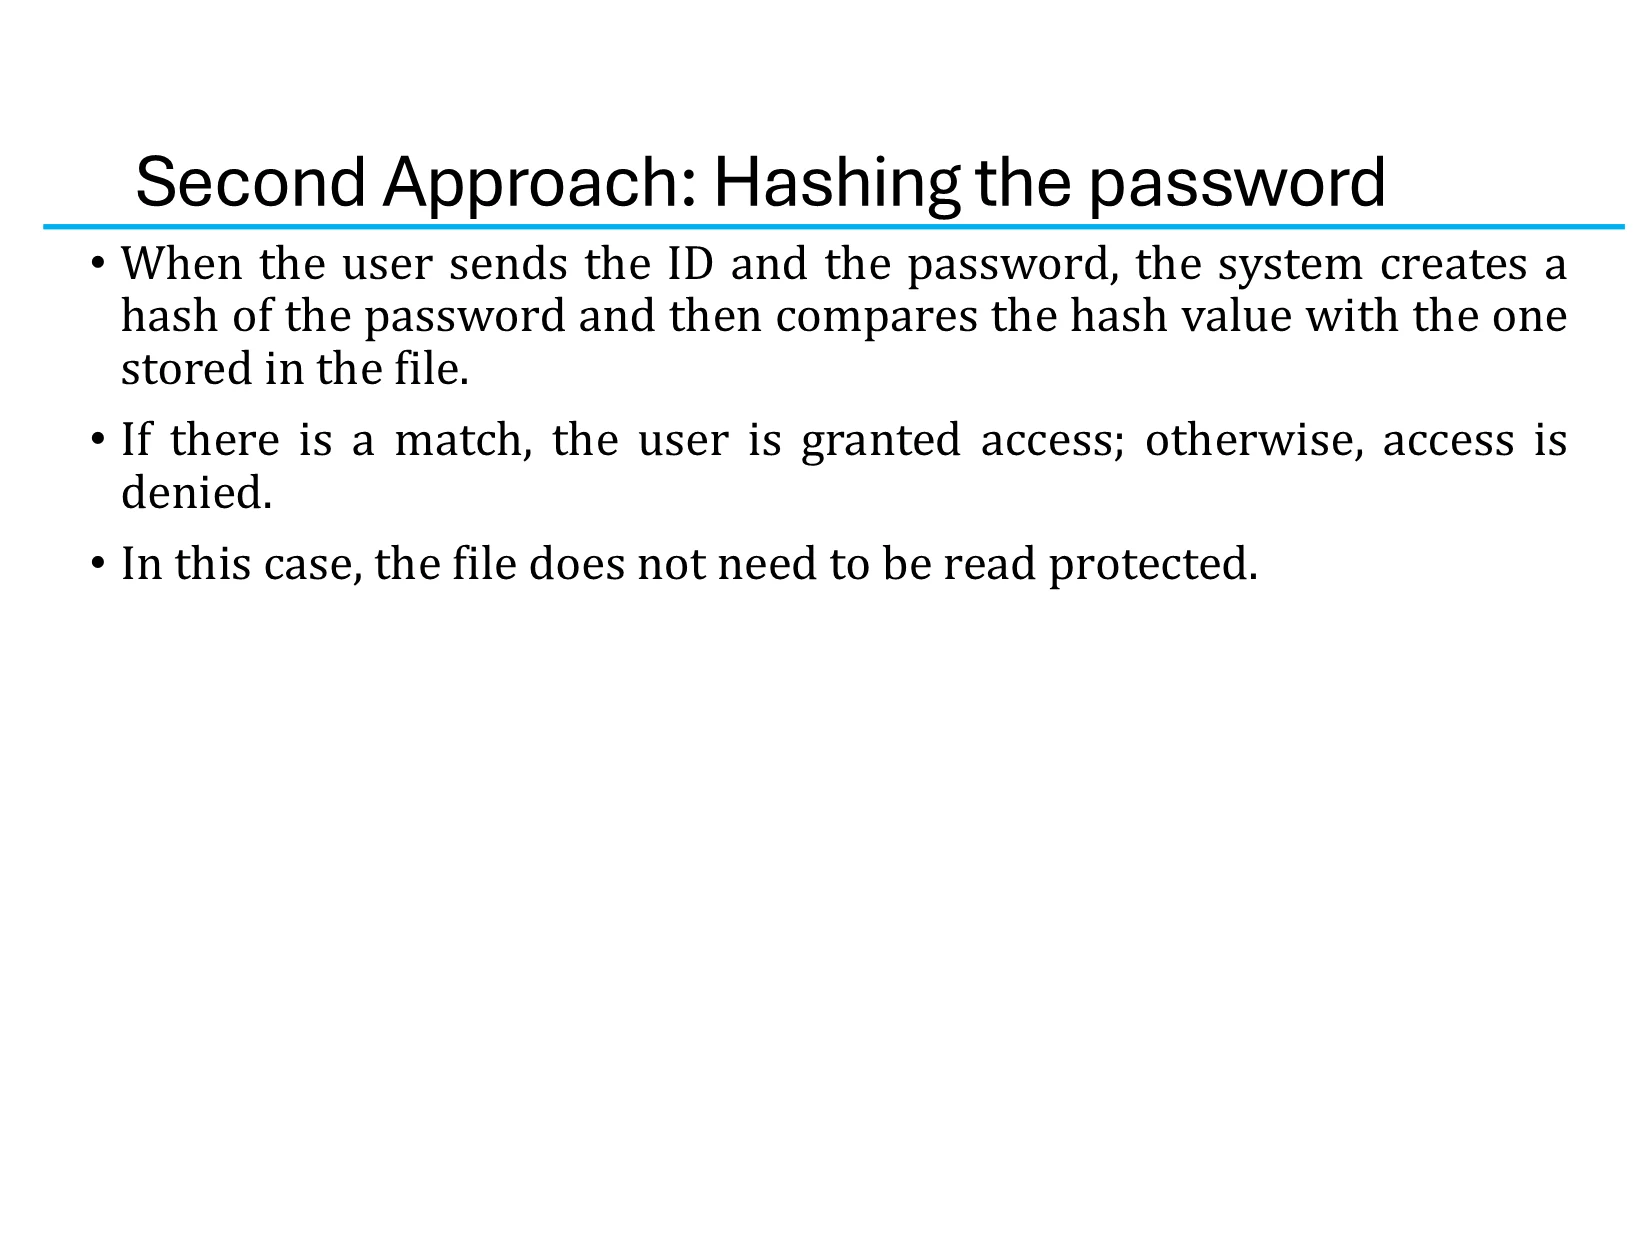 Second Approach: Hashing the password
• When the user sends the ID and the password, the system creates a
hash of the password and then compares the hash value with the one
stored in the file.
• If there is a match, the user is granted access; otherwise, access is
denied.
• In this case, the file does not need to be read protected.